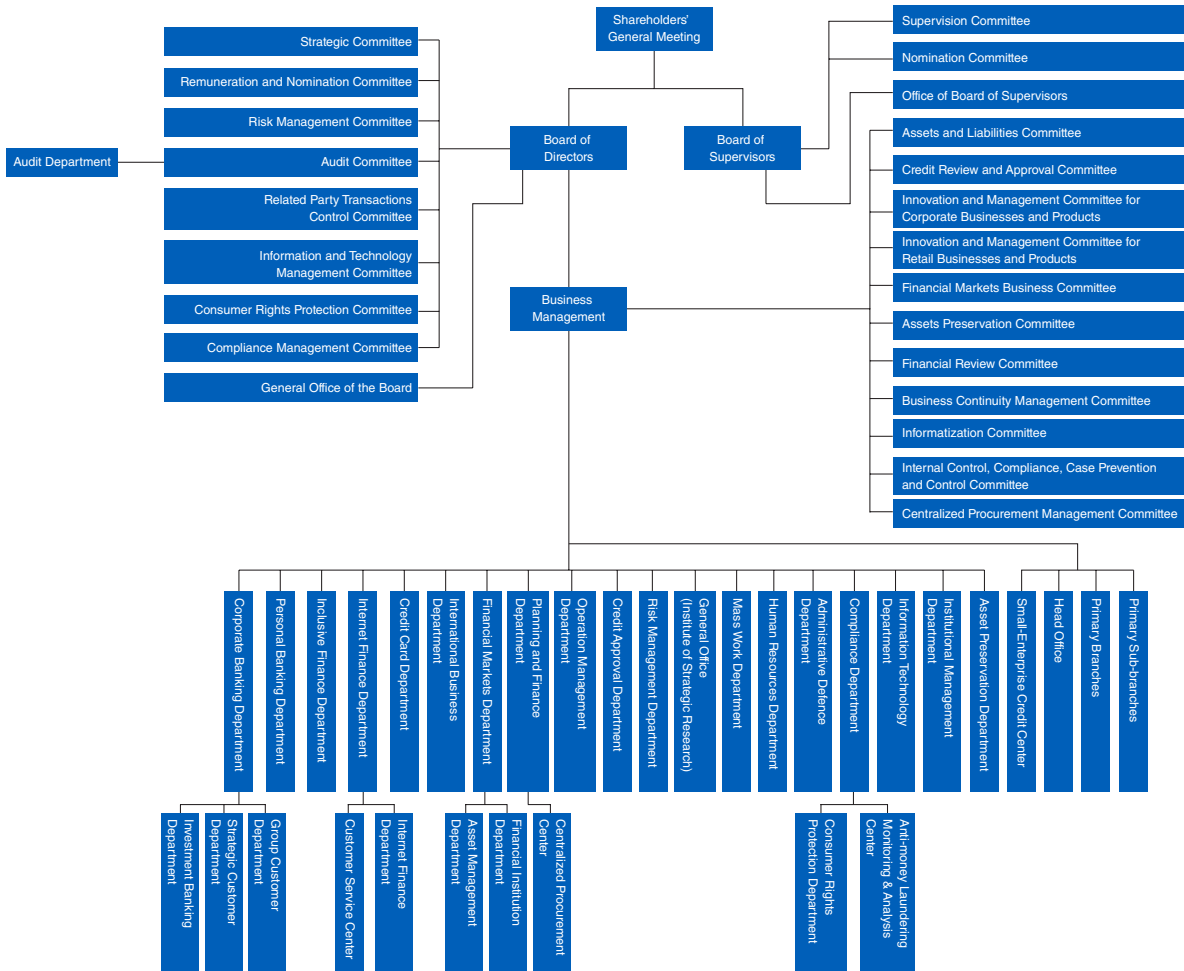 Shareholders'
General Meeting
Strategic Committee
Remuneration and Nomination Committee
Risk Management Committee
Audit Department
Audit Committee
Related Party Transactions
Control Committee
Information and Technology
Management Committee
Consumer Rights Protection Committee
Compliance Management Committee
General Office of the Board
Board of
Directors
Board of
Supervisors
Business
Management
Supervision Committee
Nomination Committee
Office of Board of Supervisors
Assets and Liabilities Committee
Credit Review and Approval Committee
Innovation and Management Committee for
Corporate Businesses and Products
Innovation and Management Committee for
Retail Businesses and Products
Financial Markets Business Committee
Assets Preservation Committee
Financial Review Committee
Business Continuity Management Committee
Informatization Committee
Internal Control, Compliance, Case Prevention
and Control Committee
Centralized Procurement Management Committee
Corporate Banking Department
Personal Banking Department
Inclusive Finance Department
Internet Finance Department
Credit Card Department
International Business
Department
Financial Markets Department
Planning and Finance
Department
Operation Management
Department
Credit Approval Department
Risk Management Department
General Office
(Institute of Strategic Research)
Mass Work Department
Human Resources Department
Administrative Defence
Department
Compliance Department
Information Technology
Department
Institutional Management
Department
Asset Preservation Department
Small-Enterprise Credit Center
Head Office
Primary Branches
Primary Sub-branches
Investment Banking
Department
Strategic Customer
Department
Group Customer
Department
Customer Service Center
Internet Finance
Department
Asset Management
Department
Financial Institution
Department
Centralized Procurement
Center
Consumer Rights
Protection Department
Anti-money Laundering
Monitoring & Analysis
Center